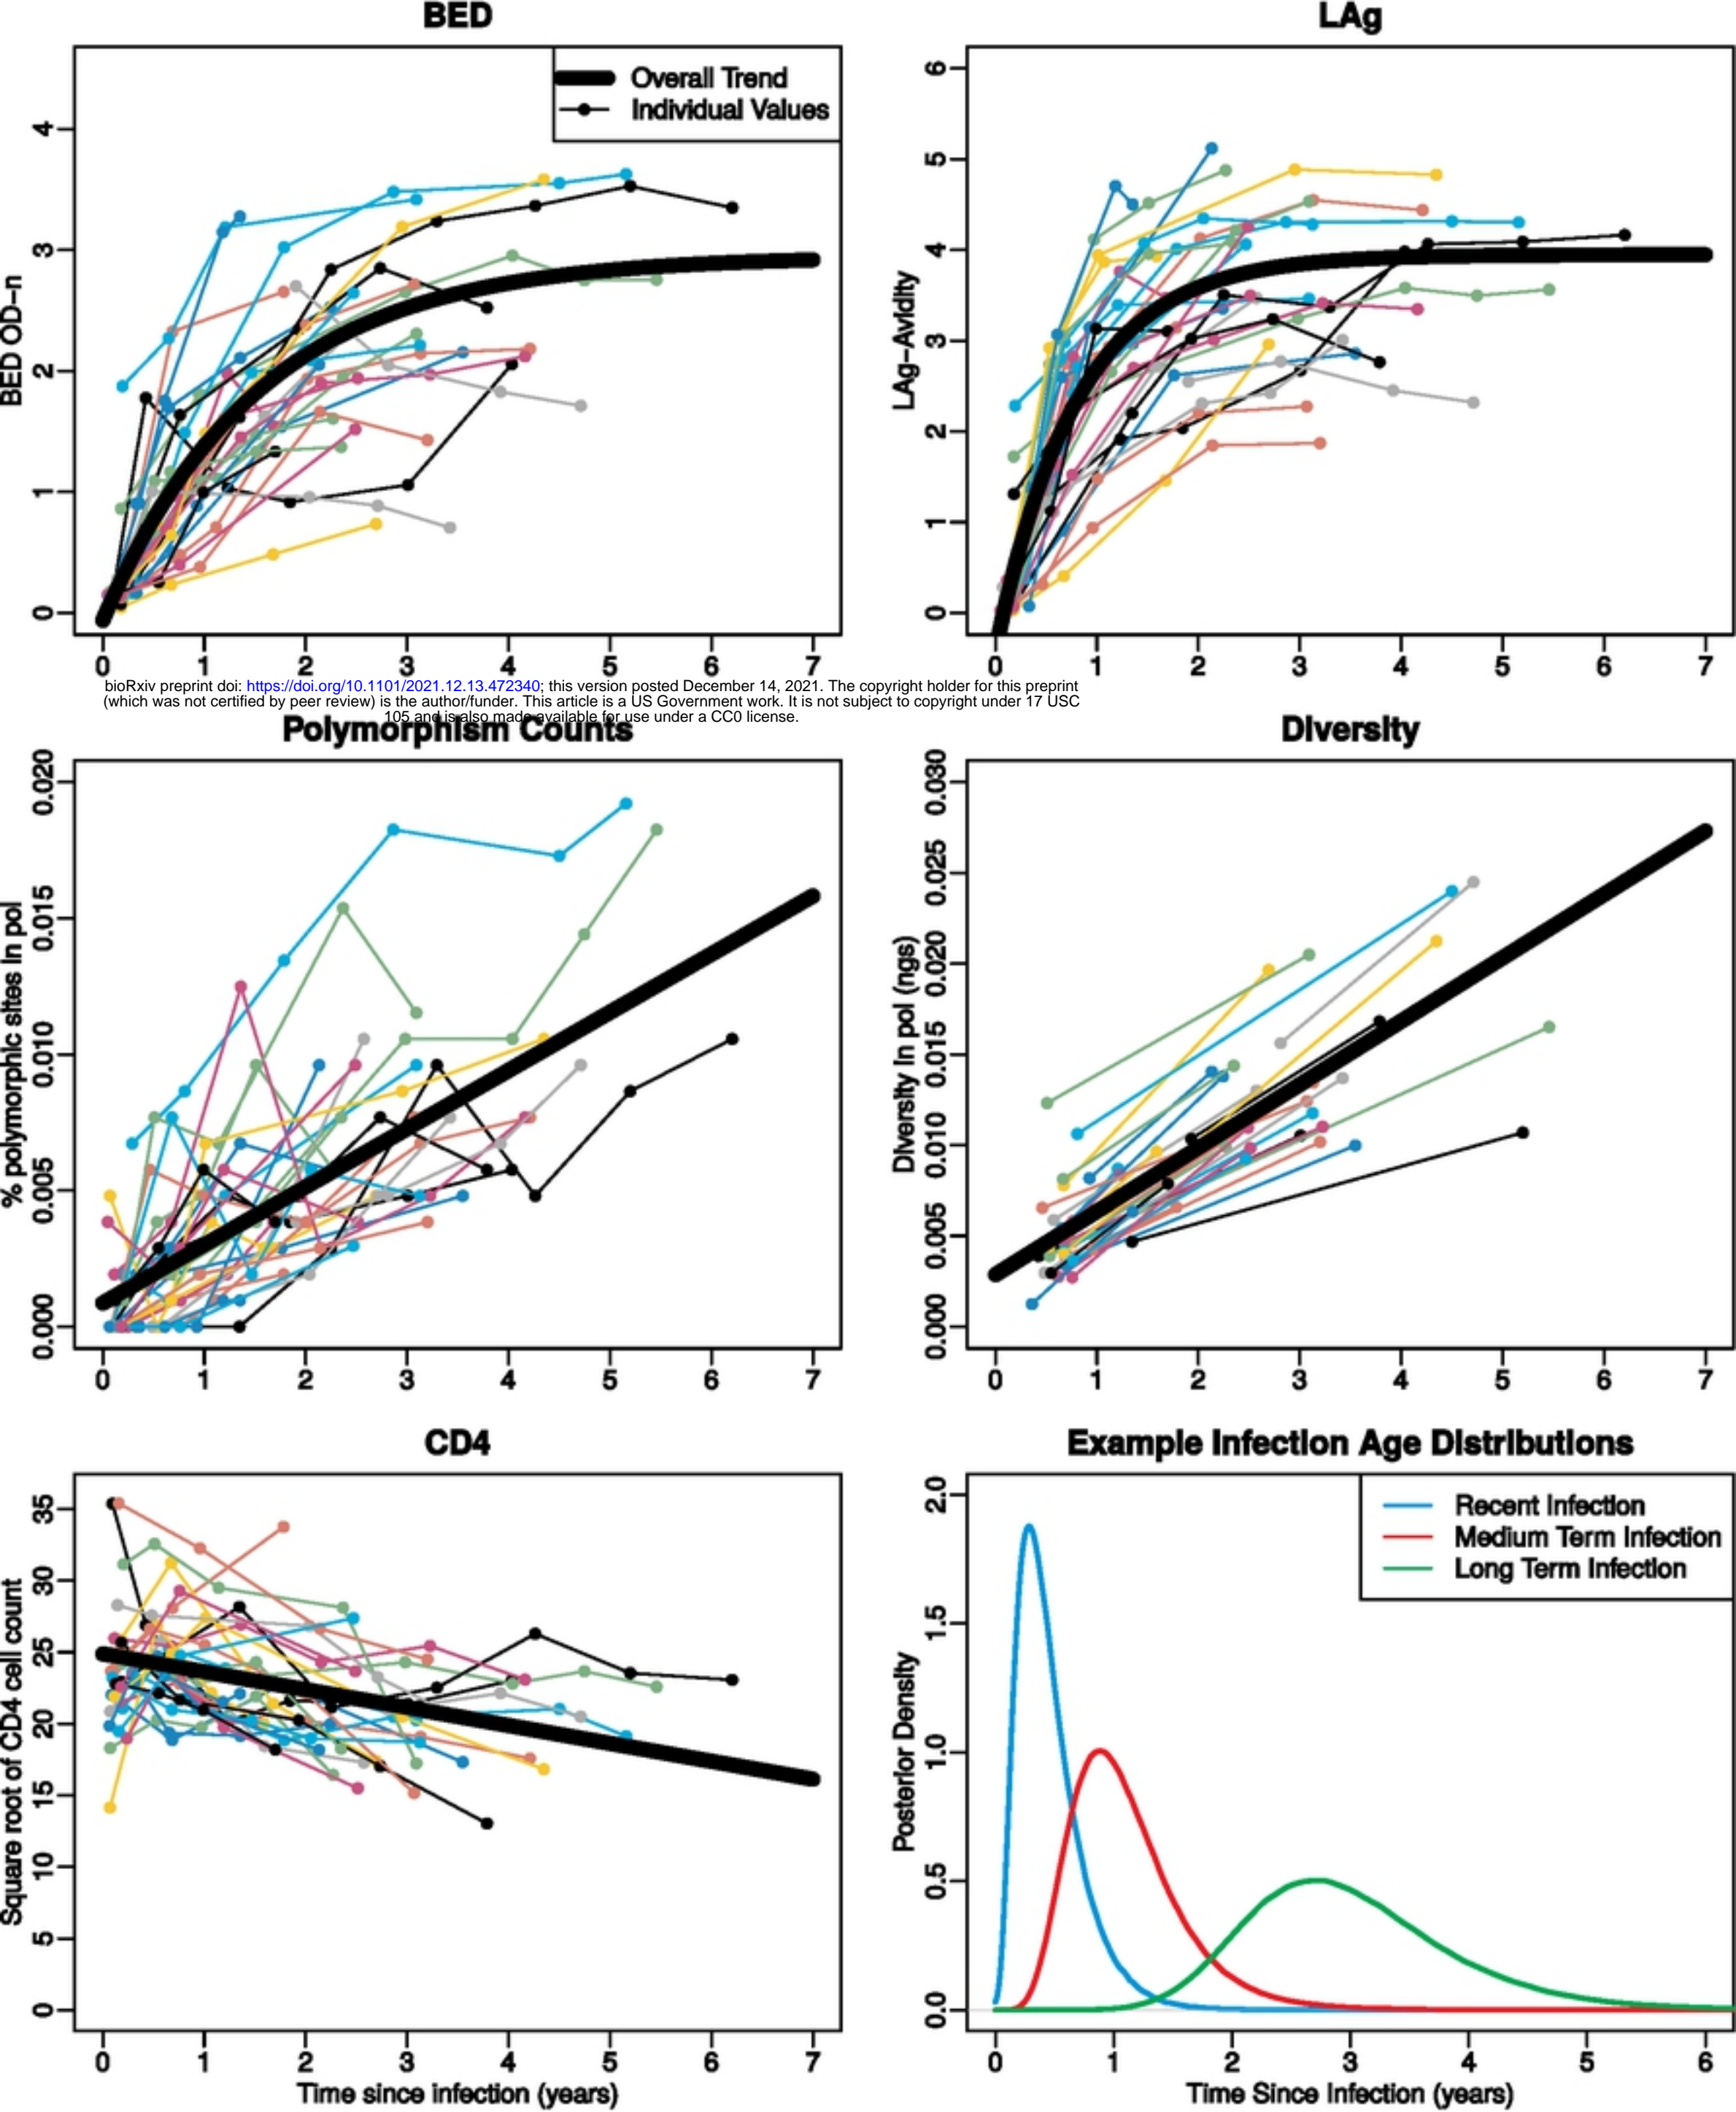 BED
LAg
Overall Trend
Individual Values
BED OD-n
0 1 2 3 4
0 1 2 3 4 5 6 7
LAg-Avidity
0 1 2 3 4 5 6
0 1 2 3 4 5 6 7
bioRxiv preprint doi: https://doi.org/10.1101/2021.12.13.472340; this version posted December 14, 2021. The copyright holder for this preprint
(which was not certified by peer review) is the author/funder. This article is a US Government work. It is not subject to copyright under 17 USC
105 and is also made available for use under a CC0 license.
Polymorphism Counts
Diversity
% polymorphic sites in pol
0.000 0.005 0.010 0.015 0.020
0 1 2 3 4 5 6 7
Diversity in pol (ngs)
0.000 0.005 0.010 0.015 0.020 0.025 0.030
0 1 2 3 4 5 6 7
CD4
Example Infection Age Distributions
Square root of CD4 cell count
0 5 10 15 20 25 30 35
0 1 2 3 4 5 6 7
Time since infection (years)
Recent Infection
Medium Term Infection
Long Term Infection
Posterior Density
0.0 0.5 1.0 1.5 2.0
0 1 2 3 4 5 6
Time Since Infection (years)